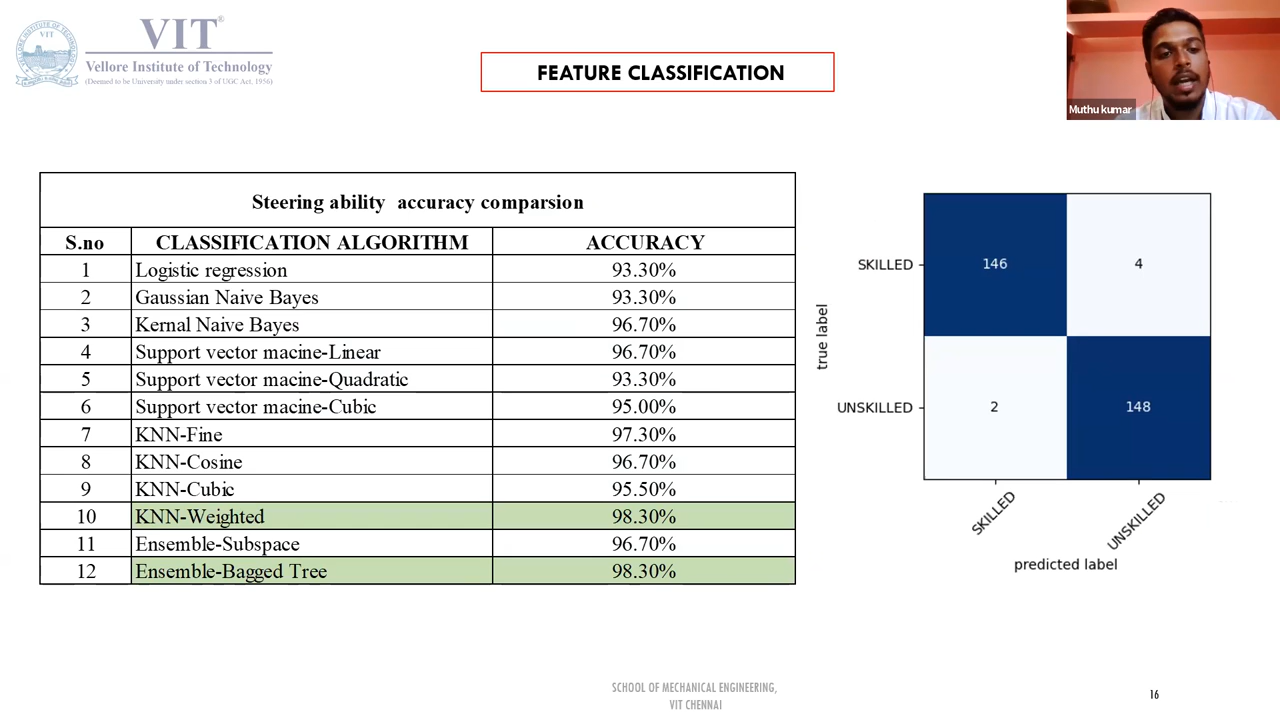 VIT®
Vellore Institute of Technology
(Deemed to be University under section 3 of UGC Act, 1956)
FEATURE CLASSIFICATION
Muthu kumar
Steering ability accuracy comparsion
S.no CLASSIFICATION ALGORITHM ACCURACY
1 Logistic regression 93.30%
2 Gaussian Naive Bayes 93.30%
3 Kernal Naive Bayes 96.70%
4 Support vector macine-Linear 96.70%
5 Support vector macine-Quadratic 93.30%
6 Support vector macine-Cubic 95.00%
7 KNN-Fine 97.30%
8 KNN-Cosine 96.70%
9 KNN-Cubic 95.50%
10 KNN-Weighted 98.30%
11 Ensemble-Subspace 96.70%
12 Ensemble-Bagged Tree 98.30%
true label
SKILLED 146 4
UNSKILLED 2 148
SKILLED UNSKILLED
predicted label
SCHOOL OF MECHANICAL ENGINEERING,
VIT CHENNAI
16